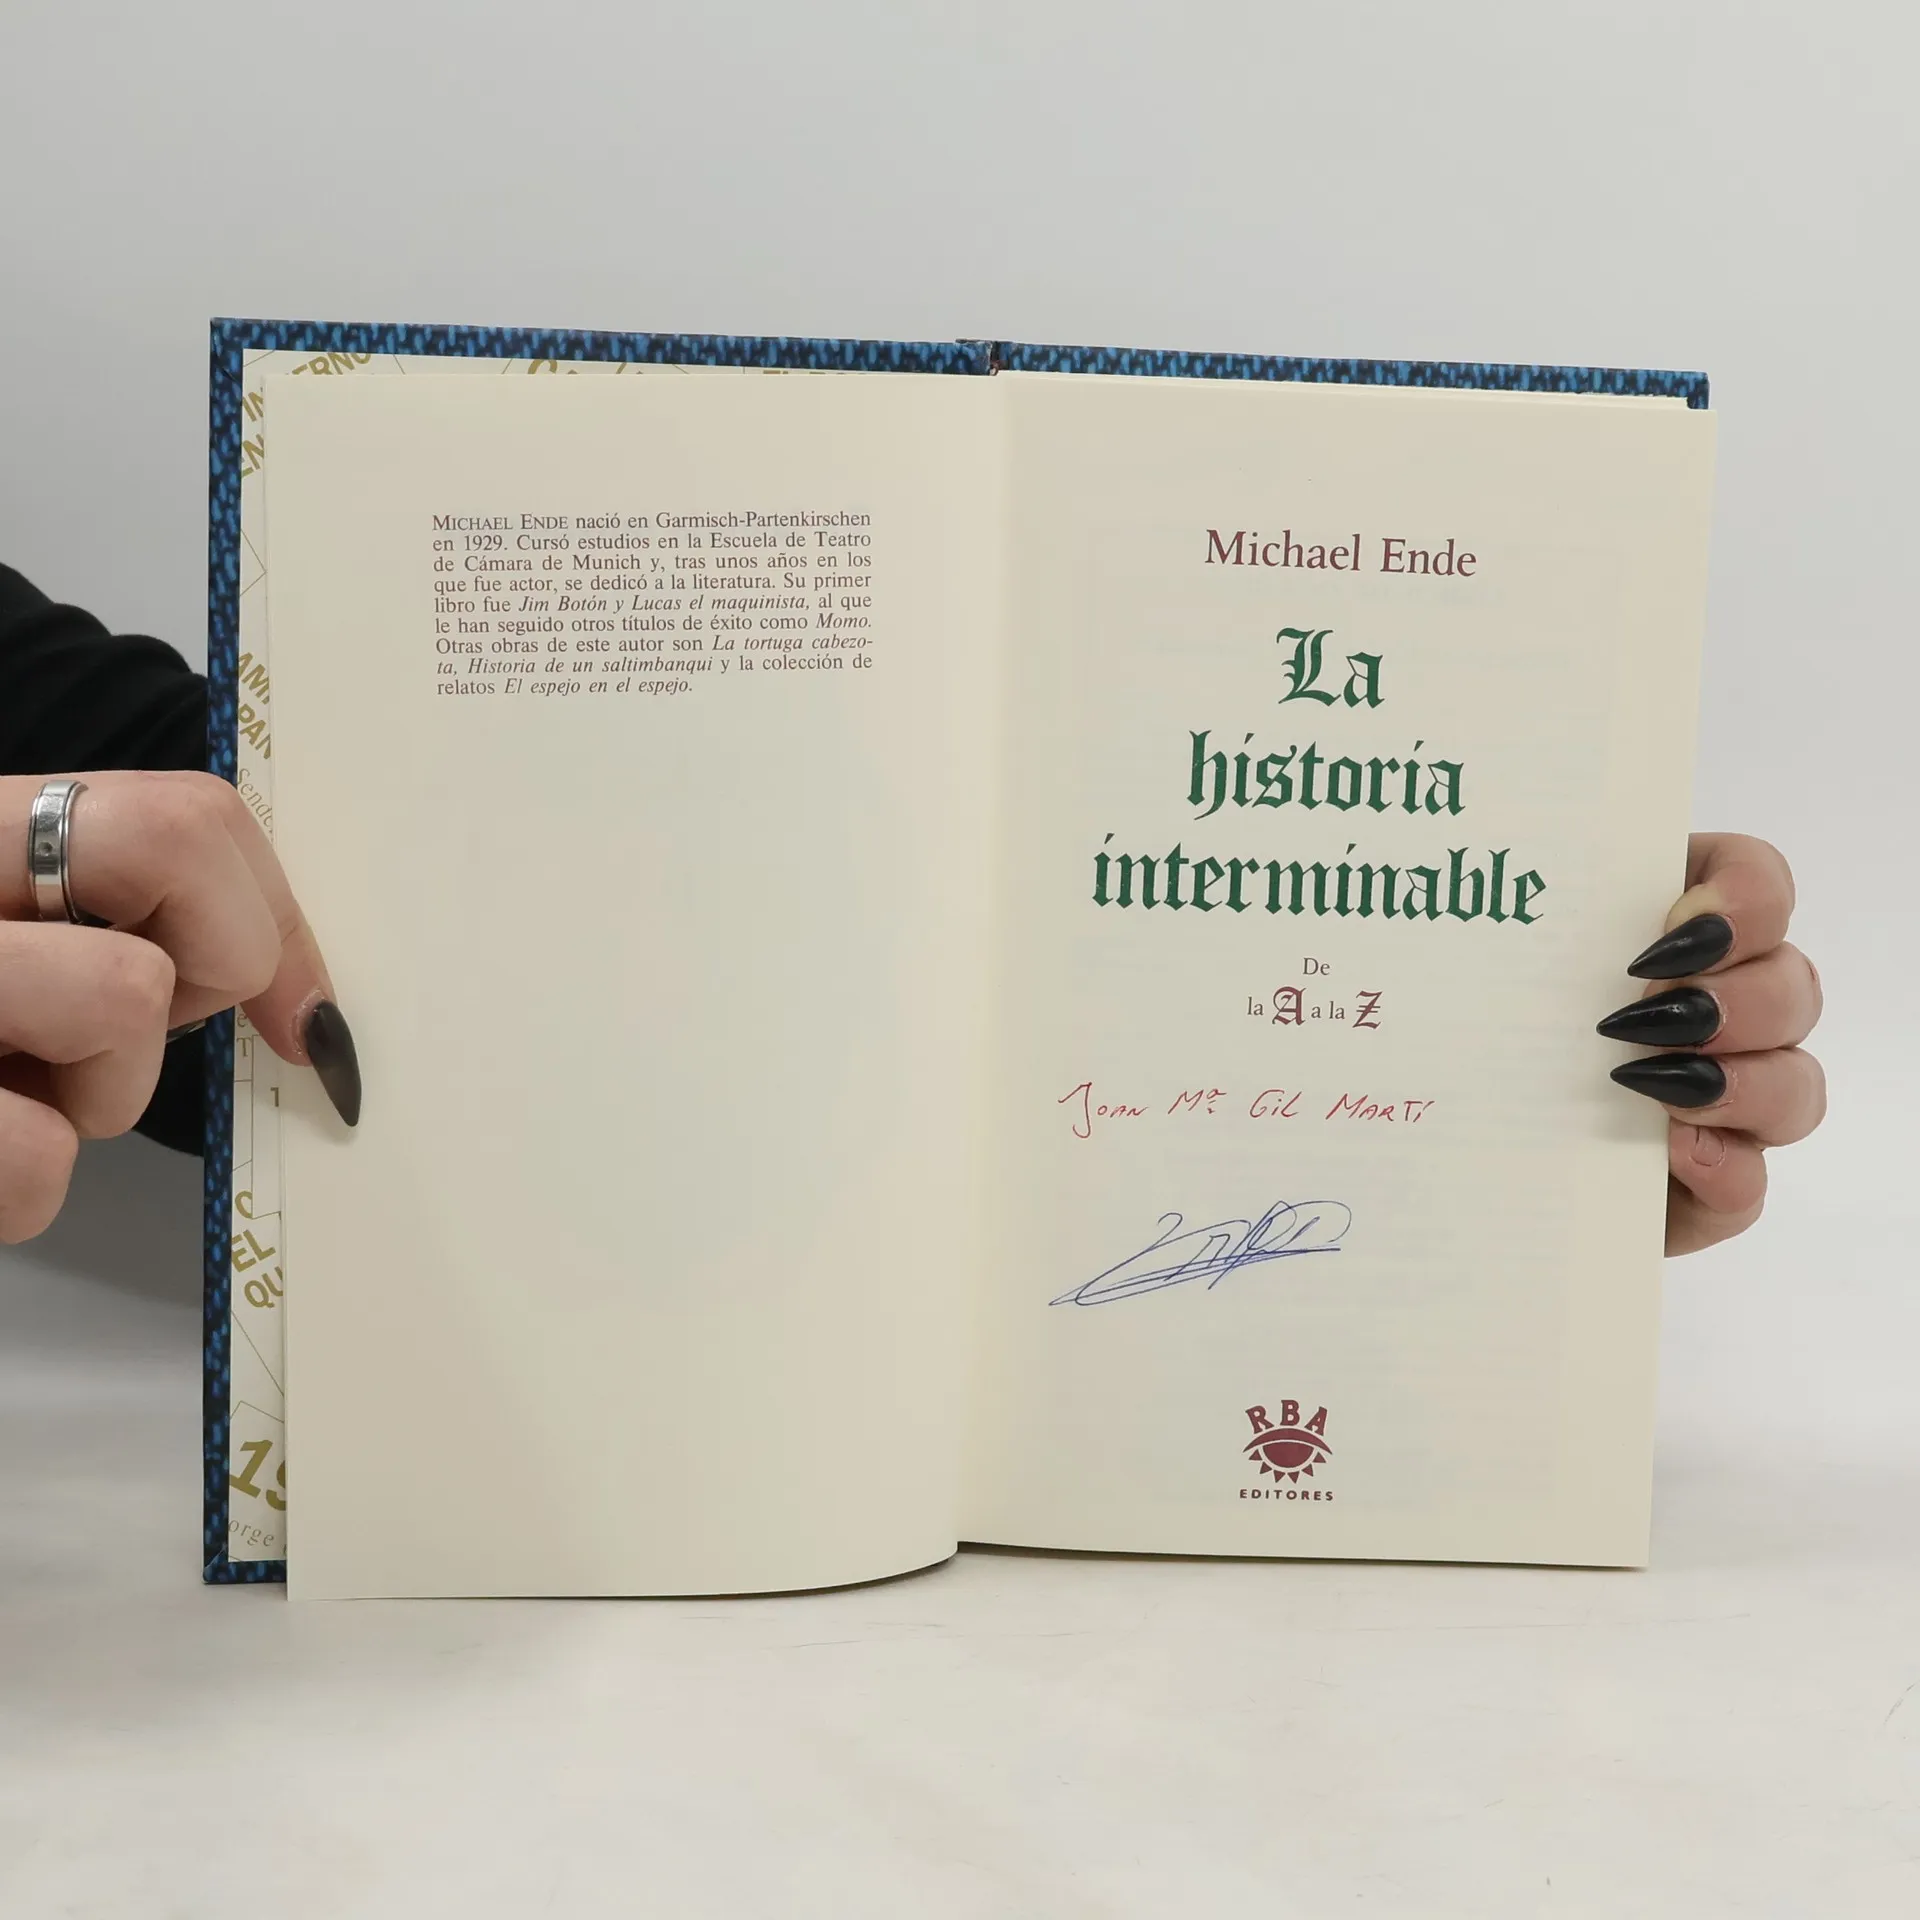 MICHAEL ENDE nació en Garmisch-Partenkirschen
en 1929. Cursó estudios en la Escuela de Teatro
de Cámara de Munich y, tras unos años en los
que fue actor, se dedicó a la literatura. Su primer
libro fue Jim Botón y Lucas el maquinista, al que
le han seguido otros títulos de éxito como Momo.
Otras obras de este autor son La tortuga cabezo-
ta, Historia de un saltimbanqui y la colección de
relatos El espejo en el espejo.
Michael Ende
La
historia
interminable
De
la A a la Z
Joan Mª Gil Martí
RBA
EDITORES
EL
QU
19
orge